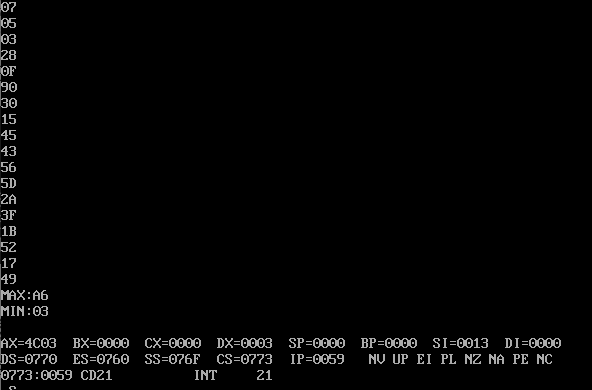 07
05
03
28
0F
90
30
15
45
43
56
5D
2A
3F
1B
52
17
49
MAX:A6
MIN:03
AX=4C03 BX=0000 CX=0000 DX=0003 SP=0000 BP=0000 SI=0013 DI=0000
DS=0770 ES=0760 SS=076F CS=0773 IP=0059 NV UP EI PL NZ NA PE NC
0773:0059 CD21 INT 21